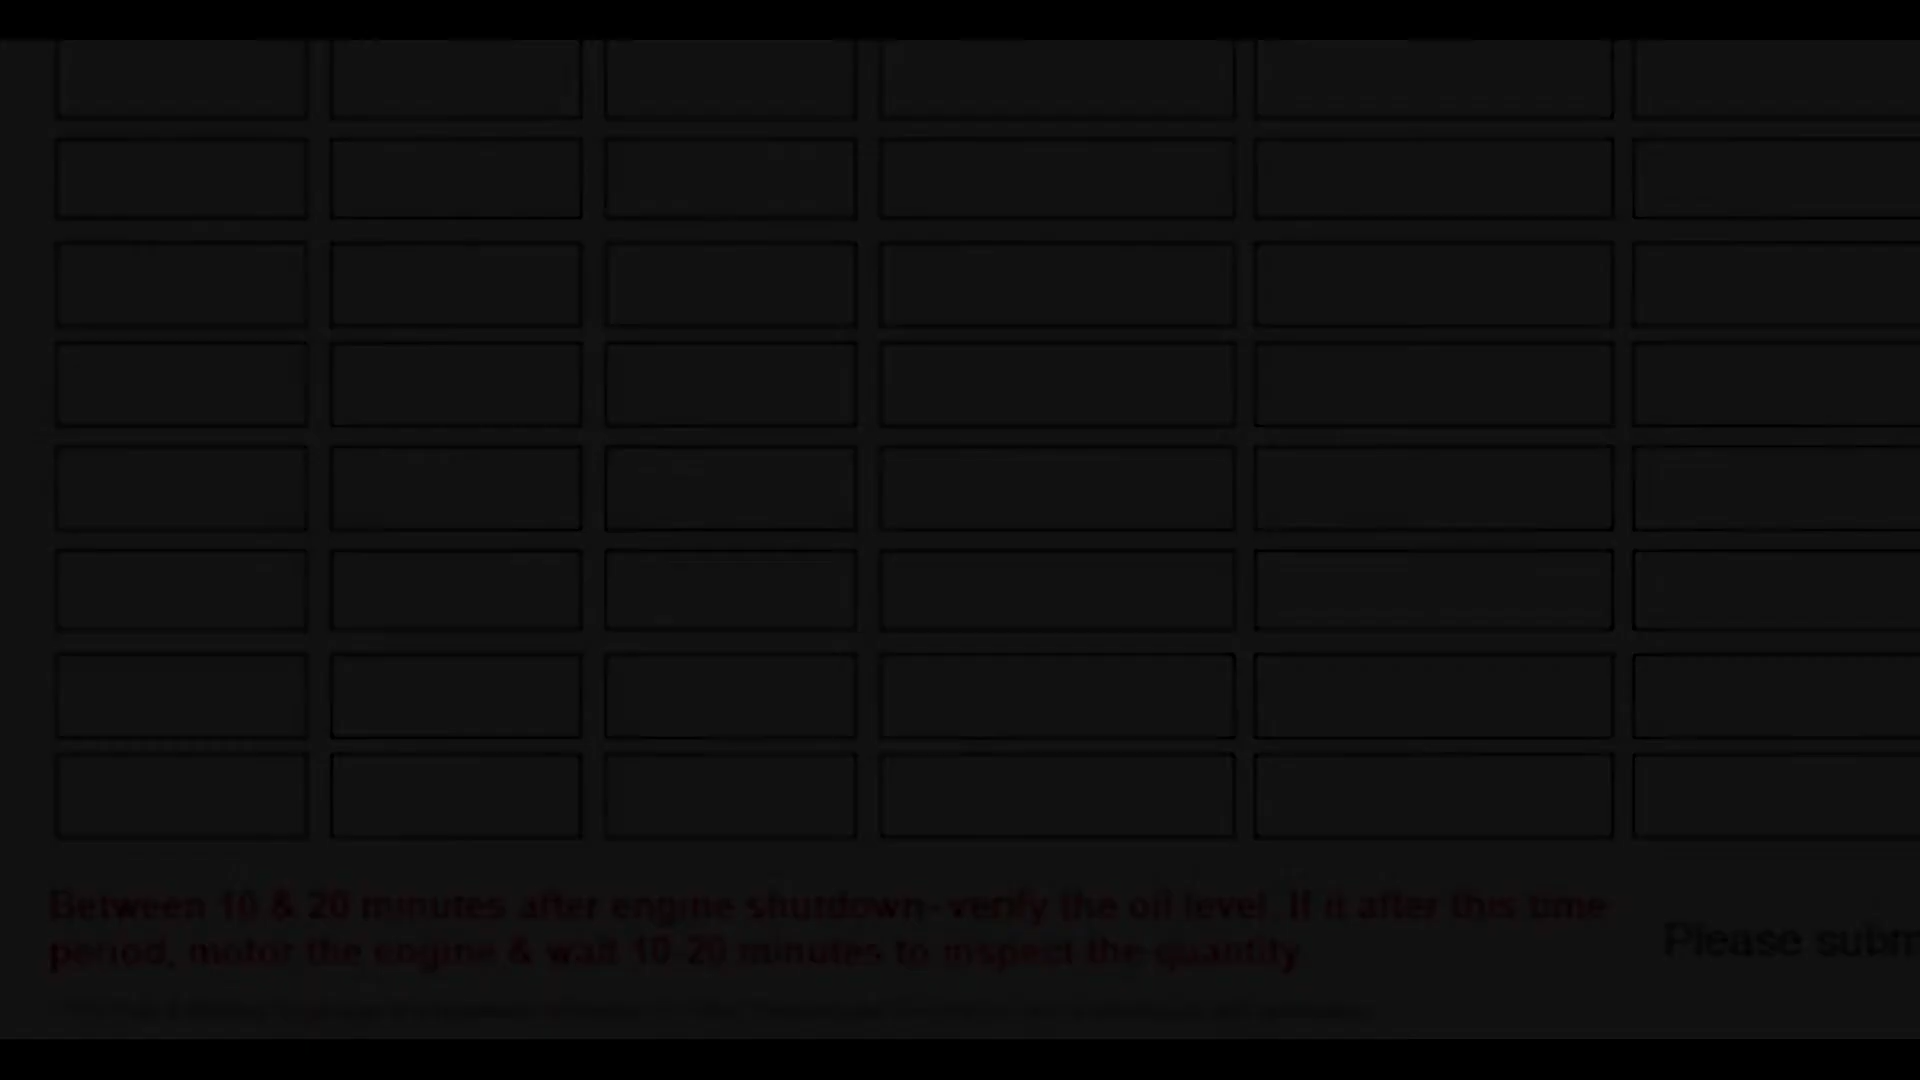 Between 10 & 20 minutes after engine shutdown- verify the oil level. If it after this time
period, motor the engine & wait 10-20 minutes to inspect the quantity
Please subm